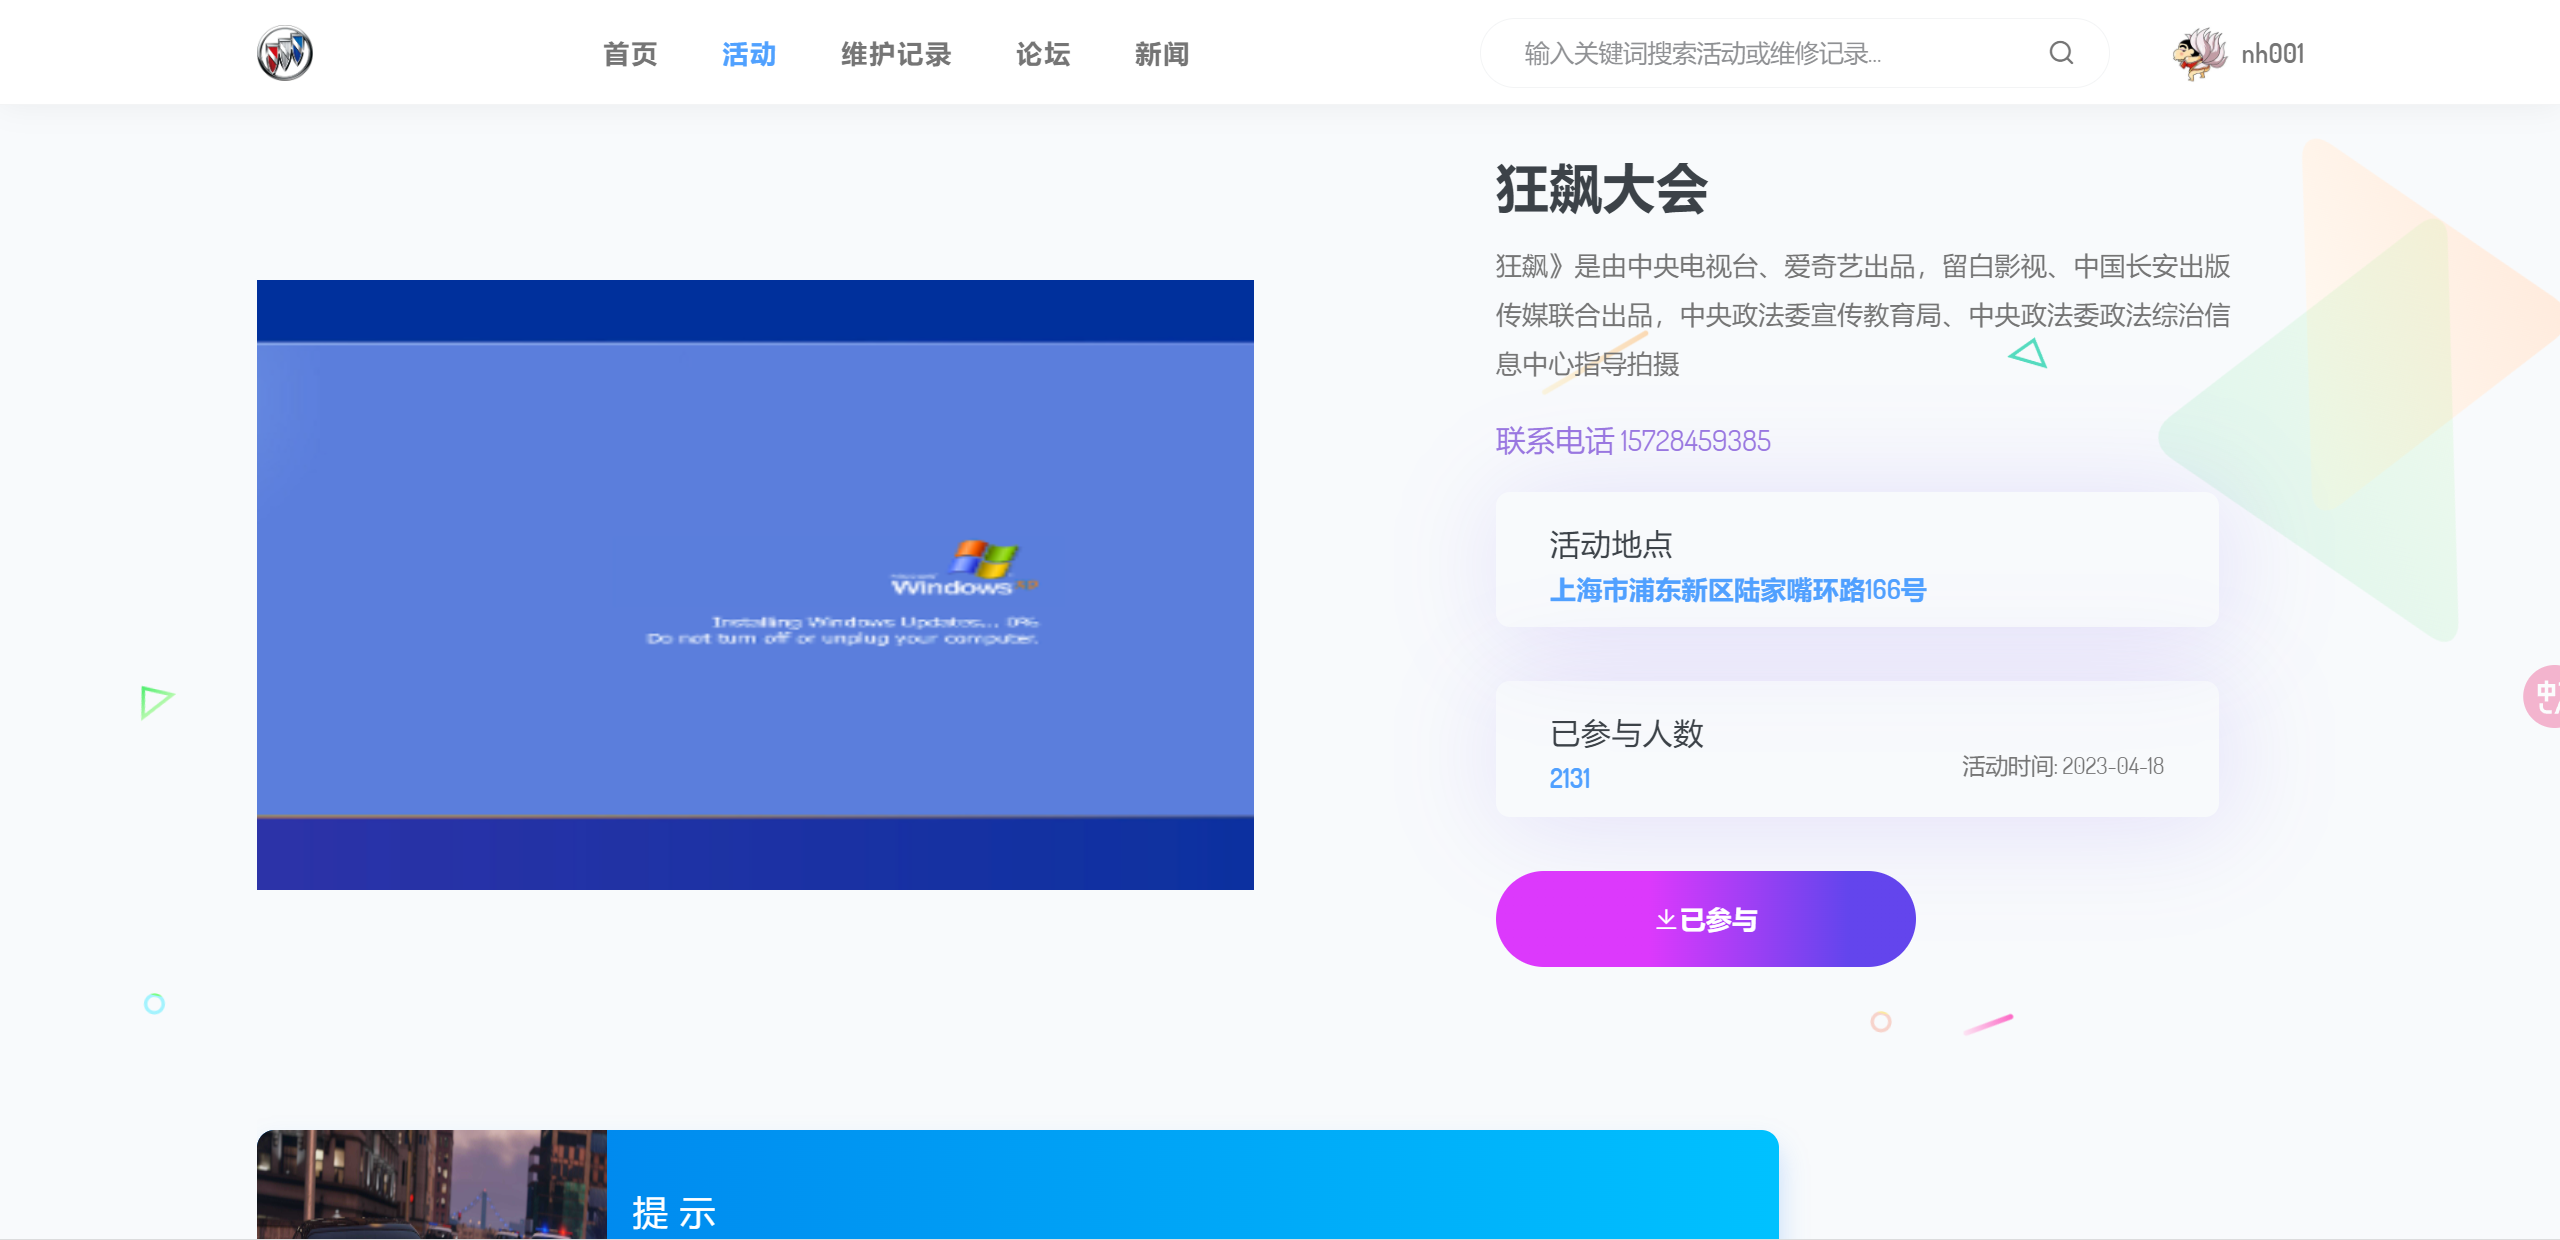 首页 活动 维护记录 论坛 新闻 输入关键词搜索活动或维修记录... nh001
狂飙大会
狂飙》是由中央电视台、爱奇艺出品，留白影视、中国长安出版
传媒联合出品，中央政法委宣传教育局、中央政法委政法综治信
息中心指导拍摄
联系电话 15728459385
活动地点
上海市浦东新区陆家嘴环路166号
已参与人数
2131
活动时间: 2023-04-18
已参与
Windows xp
Installing Windows Updates... 0%
Do not turn off or unplug your computer.
中
提 示